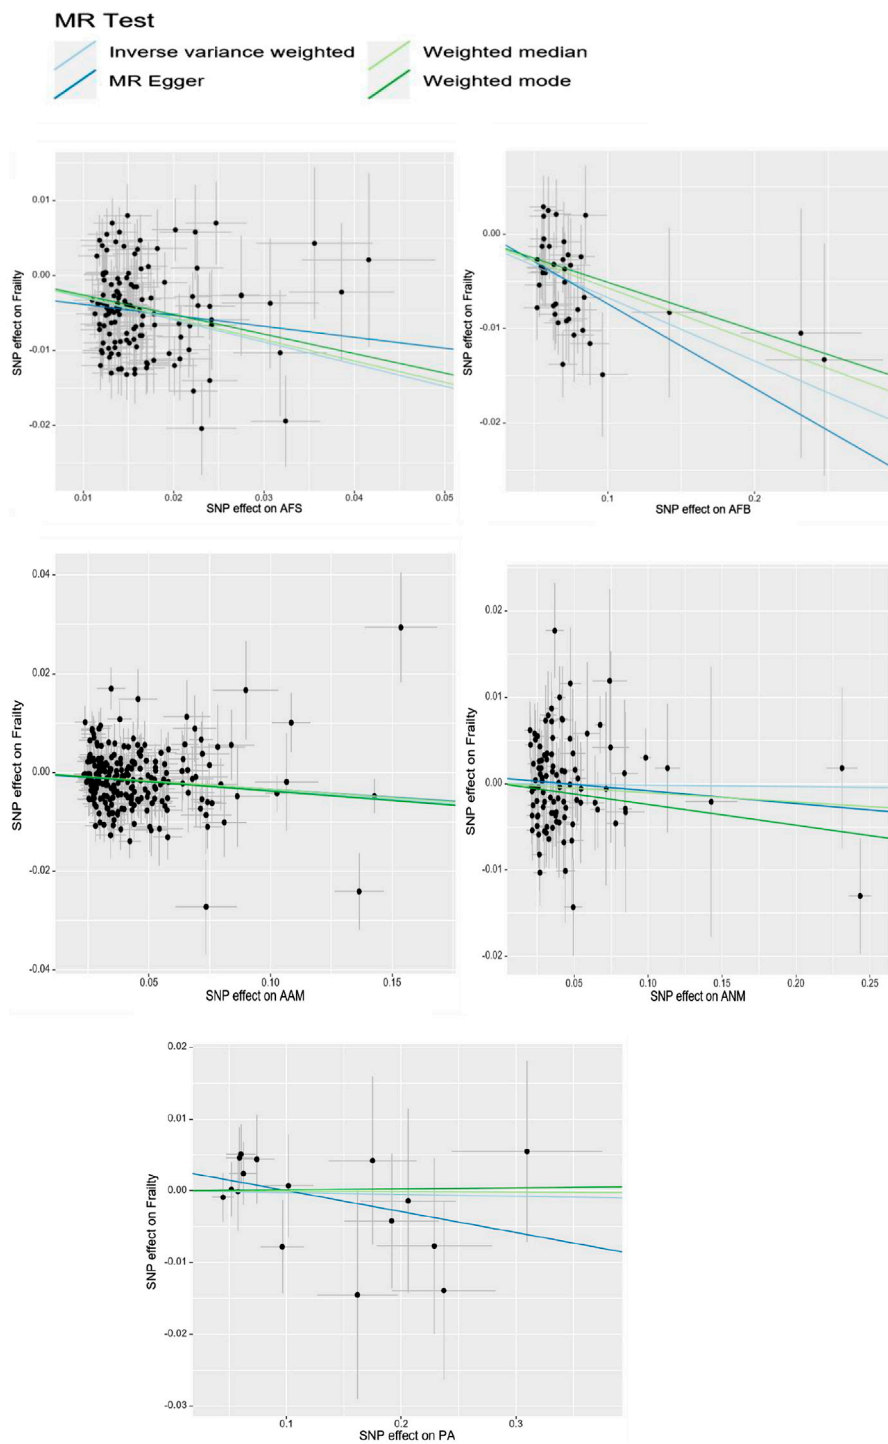 MR Test
Inverse variance weighted
Weighted median
MR Egger
Weighted mode
SNP effect on Frailty
0.01
0.00
-0.01
-0.02
0.01
0.02
0.03
0.04
0.05
SNP effect on AFS
SNP effect on Frailty
0.00
-0.01
-0.02
0.1
0.2
SNP effect on AFB
SNP effect on Frailty
0.04
0.02
0.00
-0.02
-0.04
0.05
0.10
0.15
SNP effect on AAM
SNP effect on Frailty
0.02
0.01
0.00
-0.01
-0.02
0.05
0.10
0.15
0.20
0.25
SNP effect on ANM
SNP effect on Frailty
0.02
0.01
0.00
-0.01
-0.02
-0.03
0.1
0.2
0.3
SNP effect on PA